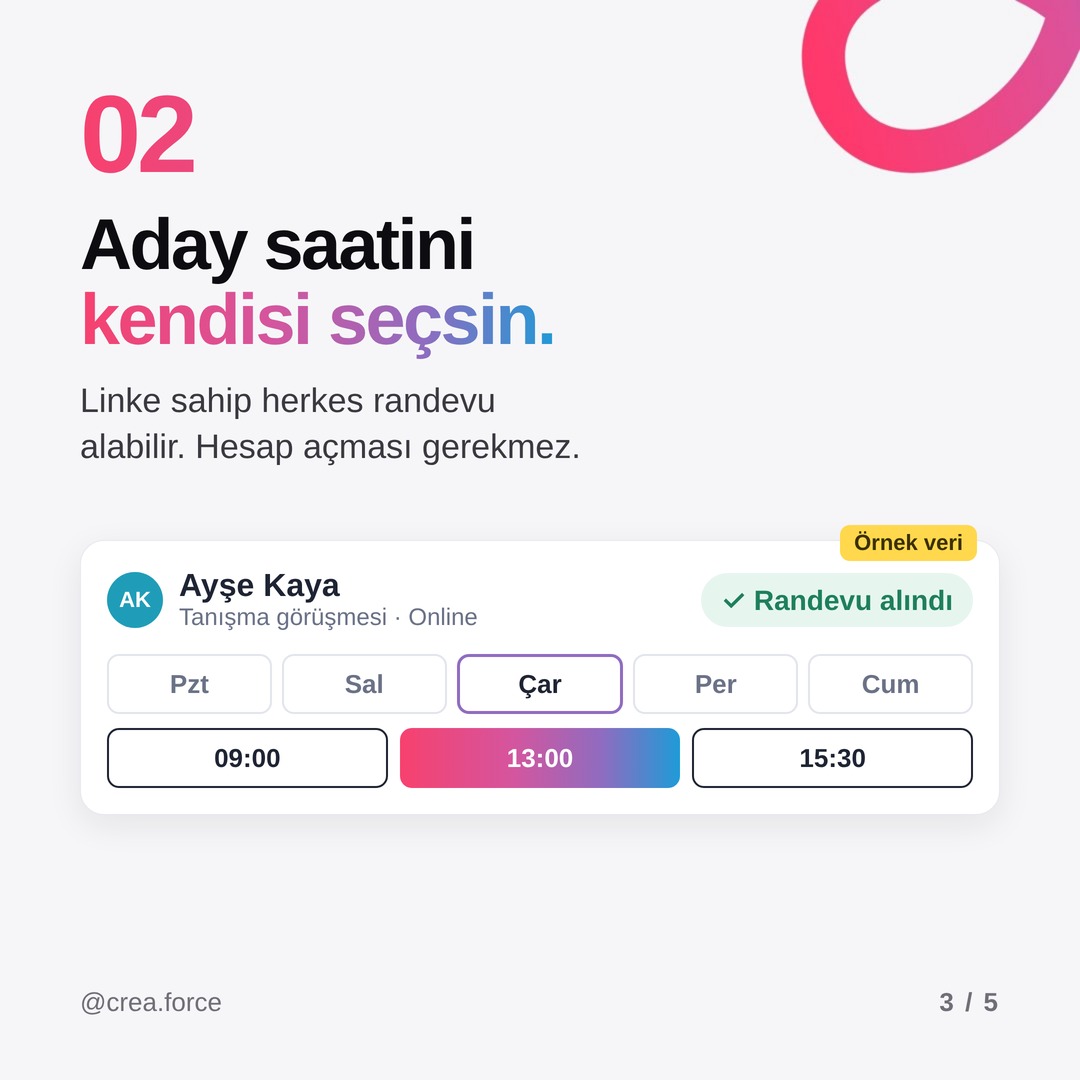 02
Aday saatini
kendisi seçsin.
Linke sahip herkes randevu
alabilir. Hesap açması gerekmez.
Örnek veri
AK
Ayşe Kaya
Tanışma görüşmesi · Online
✓ Randevu alındı
Pzt Sal Çar Per Cum
09:00 13:00 15:30
@crea.force
3 / 5